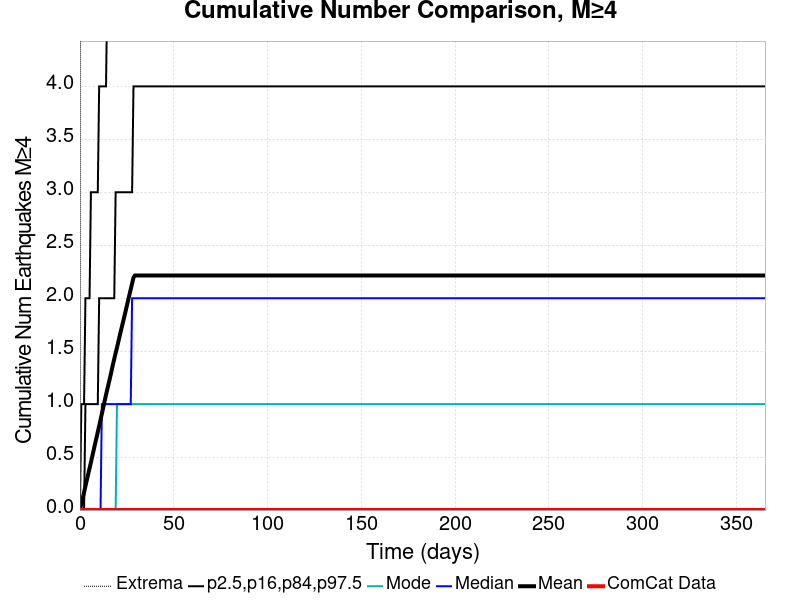 Cumulative Number Comparison, M≥4
Cumulative Num Earthquakes M≥4
4.0
3.5
3.0
2.5
2.0
1.5
1.0
0.5
0.0
0 50 100 150 200 250 300 350
Time (days)
Extrema p2.5,p16,p84,p97.5 Mode Median Mean ComCat Data